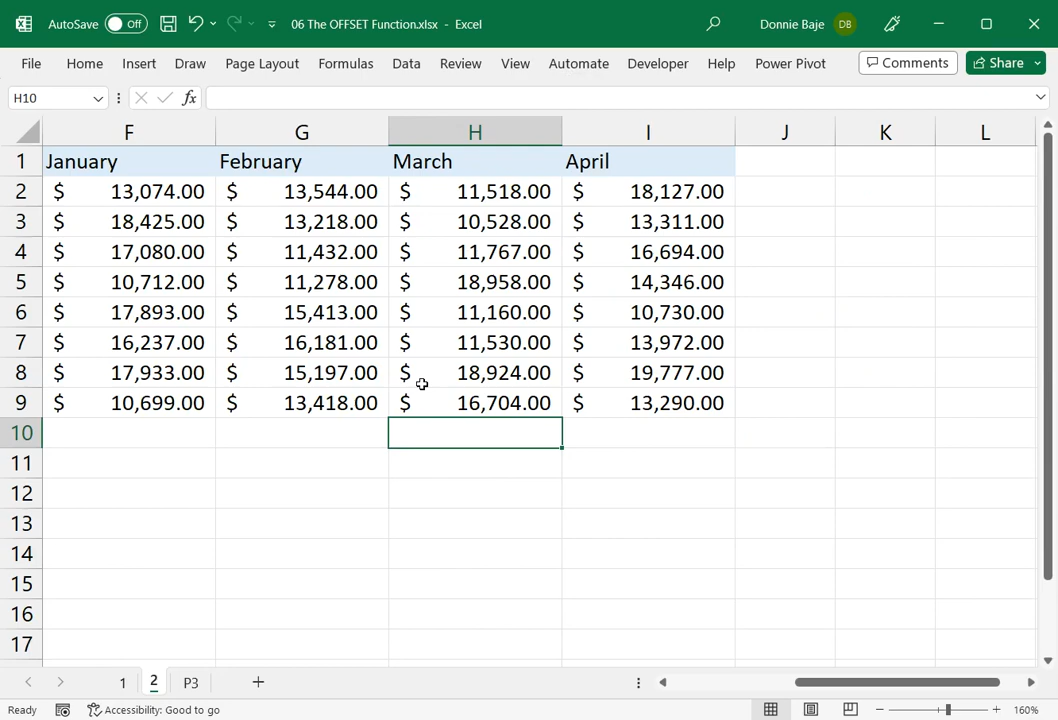 AutoSave Off 06 The OFFSET Function.xlsx - Excel Donnie Baje DB
File Home Insert Draw Page Layout Formulas Data Review View Automate Developer Help Power Pivot Comments Share
H10 fx
F G H I J K L
1 January February March April
2 $ 13,074.00 $ 13,544.00 $ 11,518.00 $ 18,127.00
3 $ 18,425.00 $ 13,218.00 $ 10,528.00 $ 13,311.00
4 $ 17,080.00 $ 11,432.00 $ 11,767.00 $ 16,694.00
5 $ 10,712.00 $ 11,278.00 $ 18,958.00 $ 14,346.00
6 $ 17,893.00 $ 15,413.00 $ 11,160.00 $ 10,730.00
7 $ 16,237.00 $ 16,181.00 $ 11,530.00 $ 13,972.00
8 $ 17,933.00 $ 15,197.00 $ 18,924.00 $ 19,777.00
9 $ 10,699.00 $ 13,418.00 $ 16,704.00 $ 13,290.00
10
11
12
13
14
15
16
17
1 2 P3
Ready Accessibility: Good to go 160%